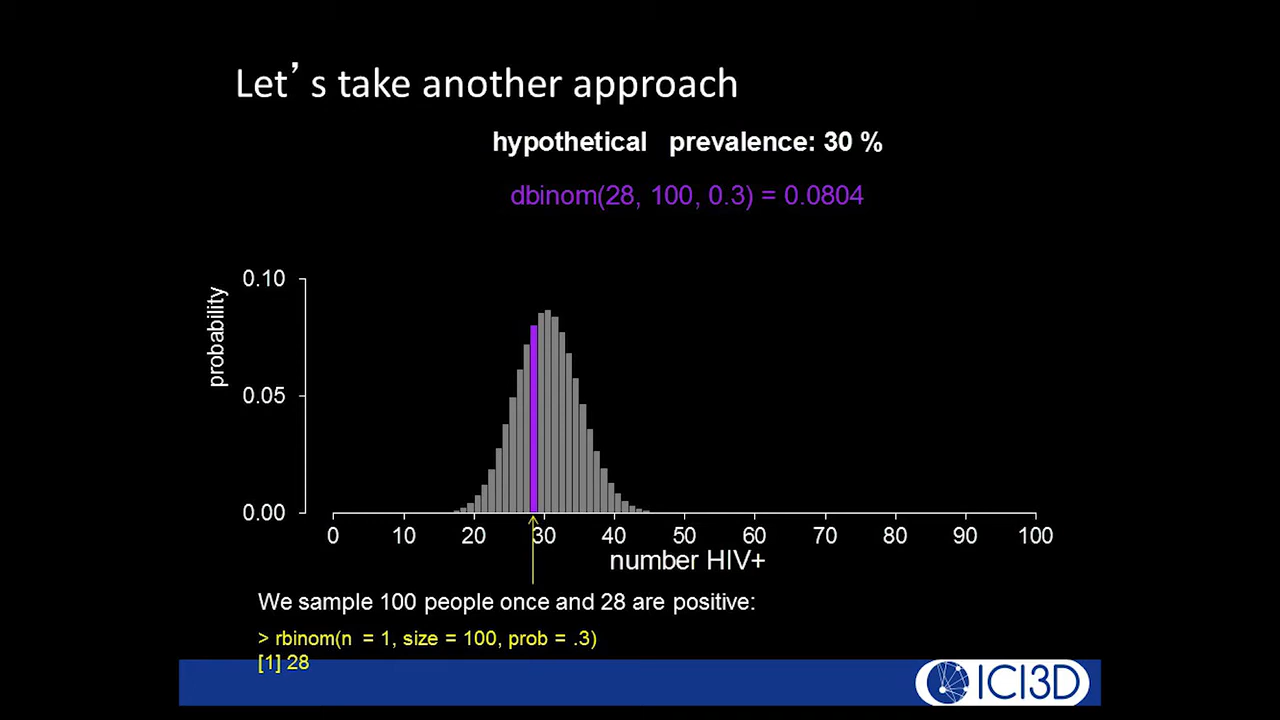 Let’s take another approach
hypothetical prevalence: 30 %
dbinom(28, 100, 0.3) = 0.0804
0.10
probability
0.05
0.00
0 10 20 30 40 50 60 70 80 90 100
number HIV+
We sample 100 people once and 28 are positive:
> rbinom(n = 1, size = 100, prob = .3)
[1] 28
ICI3D